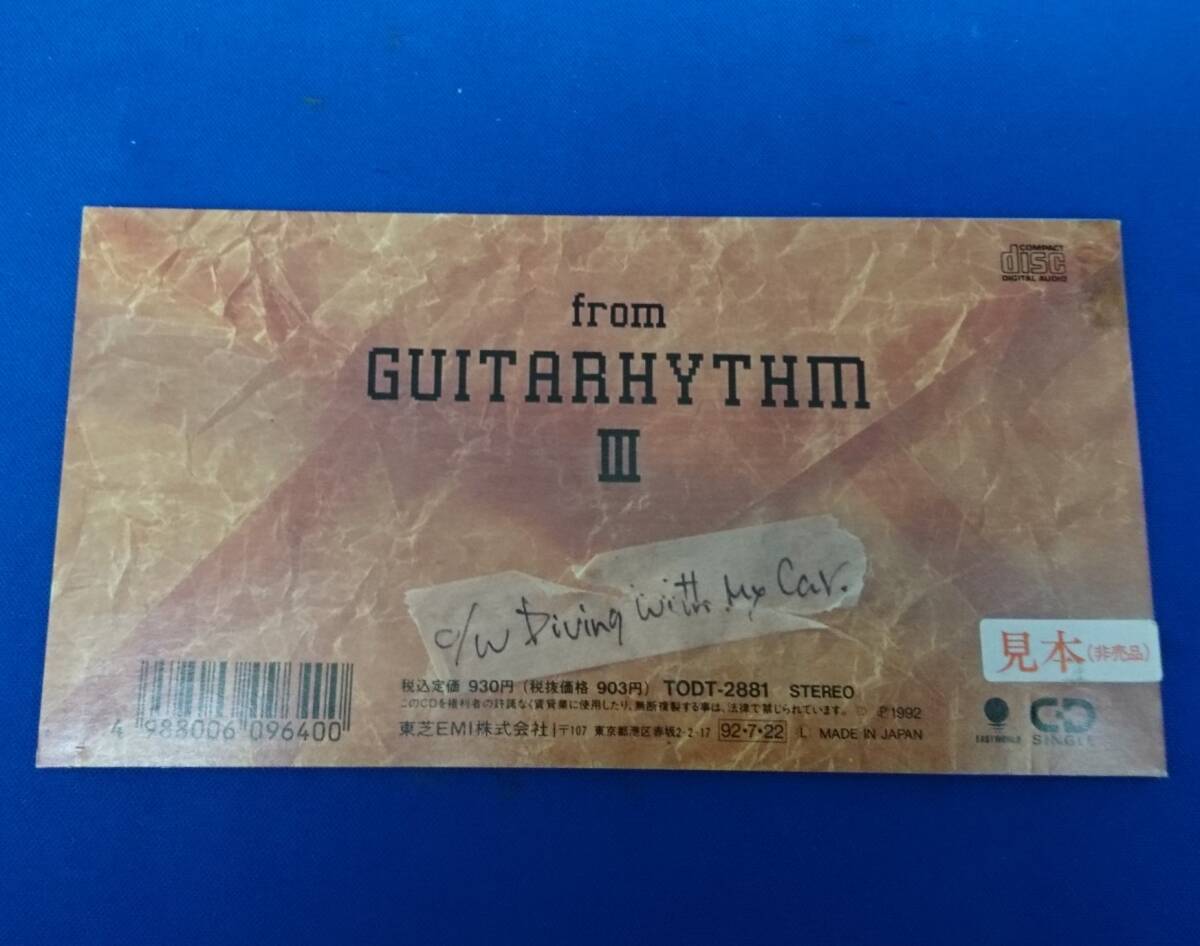 COMPACT
disc
DIGITAL AUDIO
from
GUITARHYTHM
III
c/w Diving with My Car.
見本(非売品)
税込定価 930円(税抜価格 903円) TODT-2881 STEREO
このCDを権利者の許諾なく賃貸業に使用したり、無断複製する事は、法律で禁じられています。 Ⓟ1992
東芝EMI株式会社 〒107 東京都港区赤坂2-2-17 92・7・22 L MADE IN JAPAN
4 988006 096400
EASTWORLD
CD
SINGLE